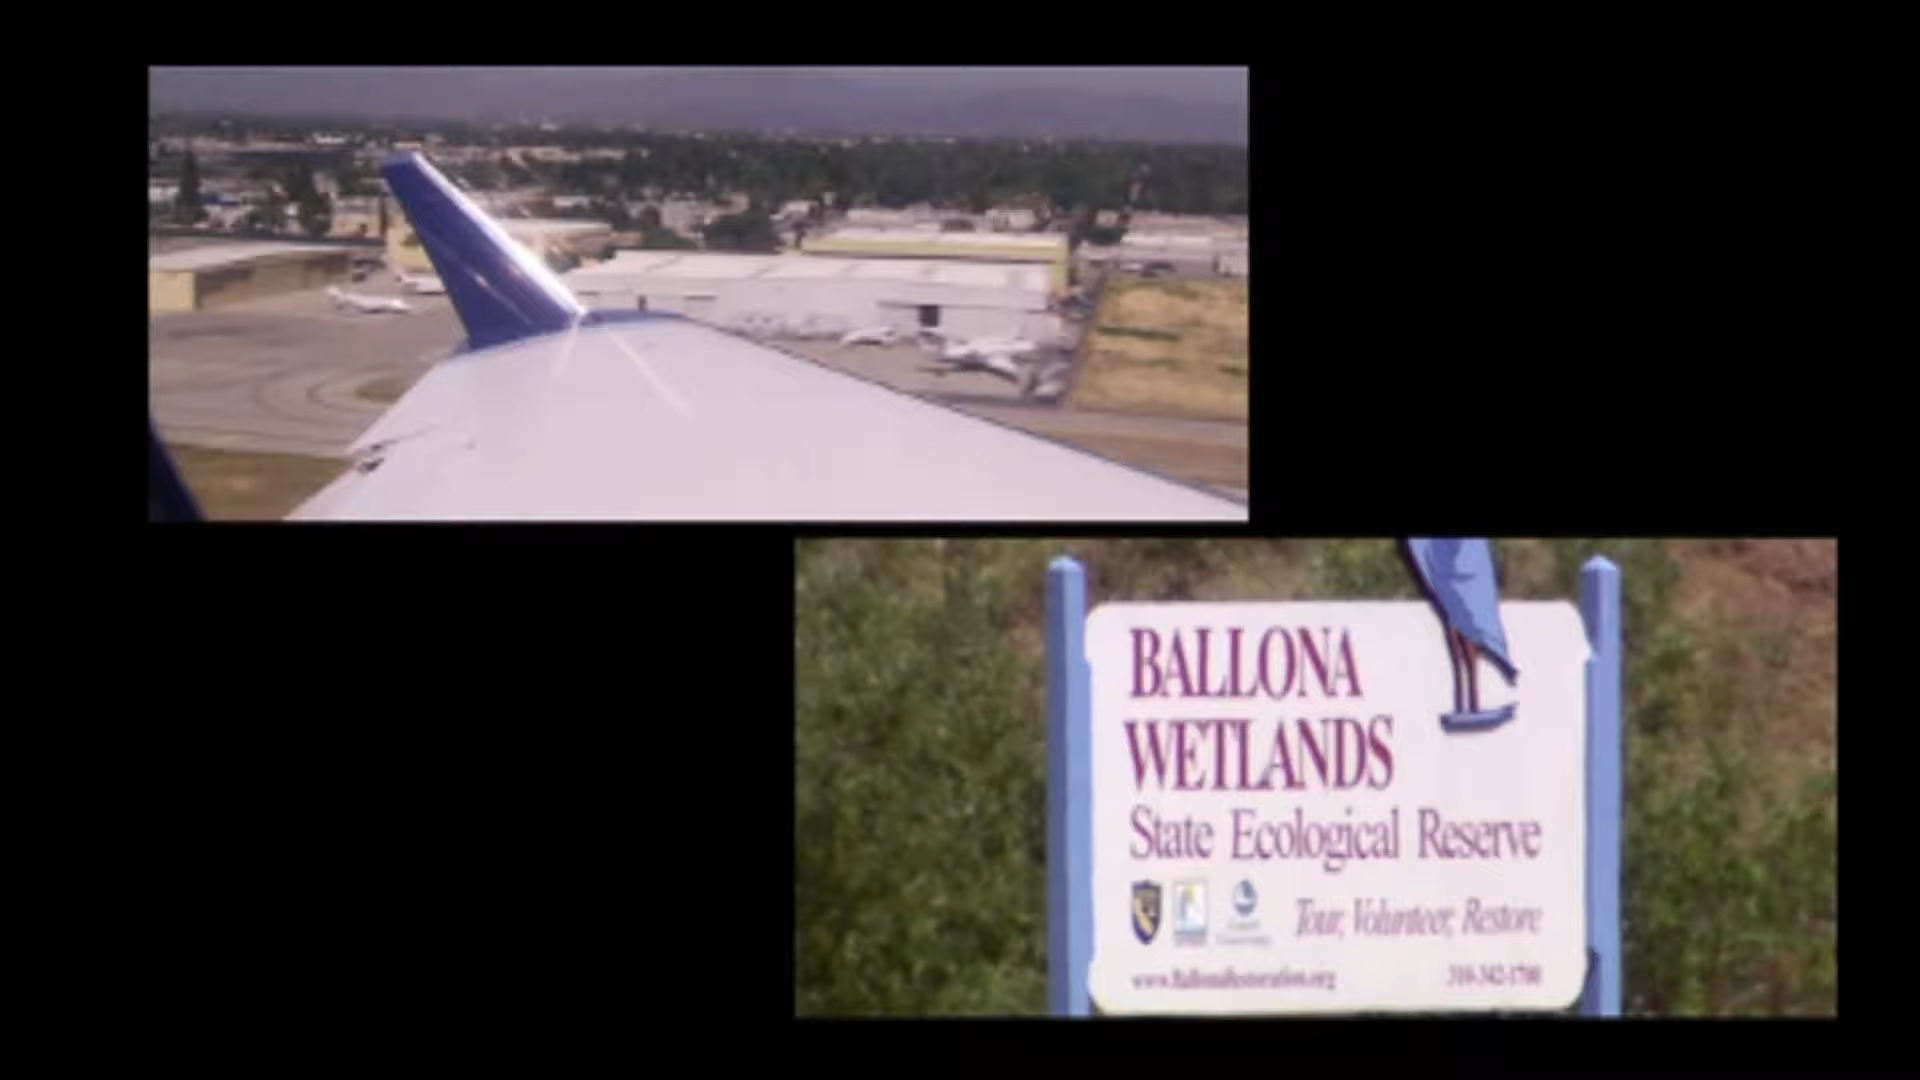 BALLONA
WETLANDS
State Ecological Reserve
Tour, Volunteer, Restore
www.BallonaRestoration.org
310-342-1700